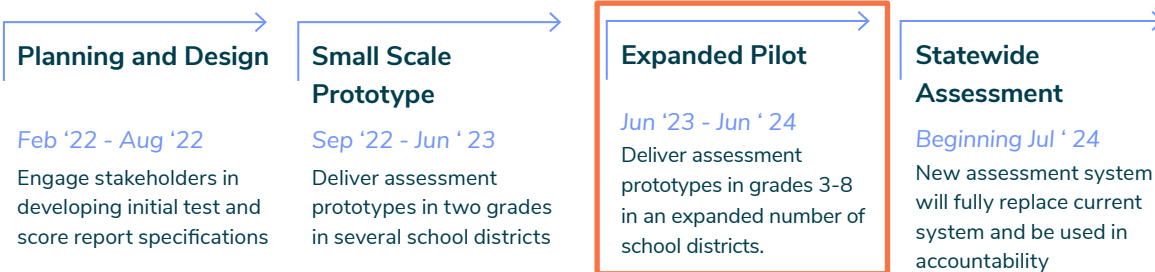 Planning and Design
Feb ‘22 - Aug ‘22
Engage stakeholders in
developing initial test and
score report specifications
Small Scale
Prototype
Sep ‘22 - Jun ‘ 23
Deliver assessment
prototypes in two grades
in several school districts
Expanded Pilot
Jun ‘23 - Jun ‘ 24
Deliver assessment
prototypes in grades 3-8
in an expanded number of
school districts.
Statewide
Assessment
Beginning Jul ‘ 24
New assessment system
will fully replace current
system and be used in
accountability